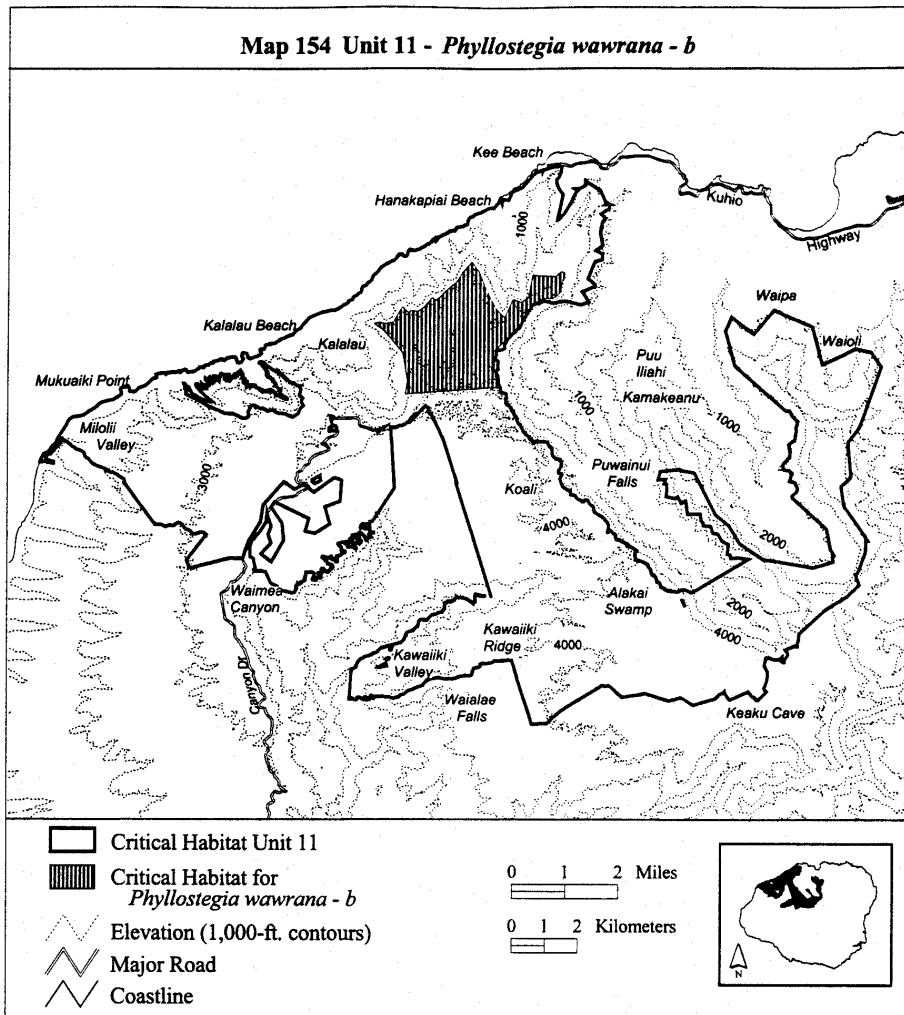 Map 154 Unit 11 - Phyllostegia wawrana - b
Kee Beach
Hanakapiai Beach
1000
Kuhio
Highway
Waipa
Kalalau Beach
Kalalau
Waioli
Mukuaiki Point
Puu
Iliahi
Kamakeanu
1000
1000
Milolii
Valley
3000
Puwainui
Falls
Koali
4000
2000
Waimea
Canyon
Alakai
Swamp
2000
4000
Kawaiiki
Ridge
4000
Kawaiiki
Valley
Canyon Dr
Waialae
Falls
Keaku Cave
Critical Habitat Unit 11
Critical Habitat for
Phyllostegia wawrana - b
Elevation (1,000-ft. contours)
Major Road
Coastline
0 1 2 Miles
0 1 2 Kilometers
N